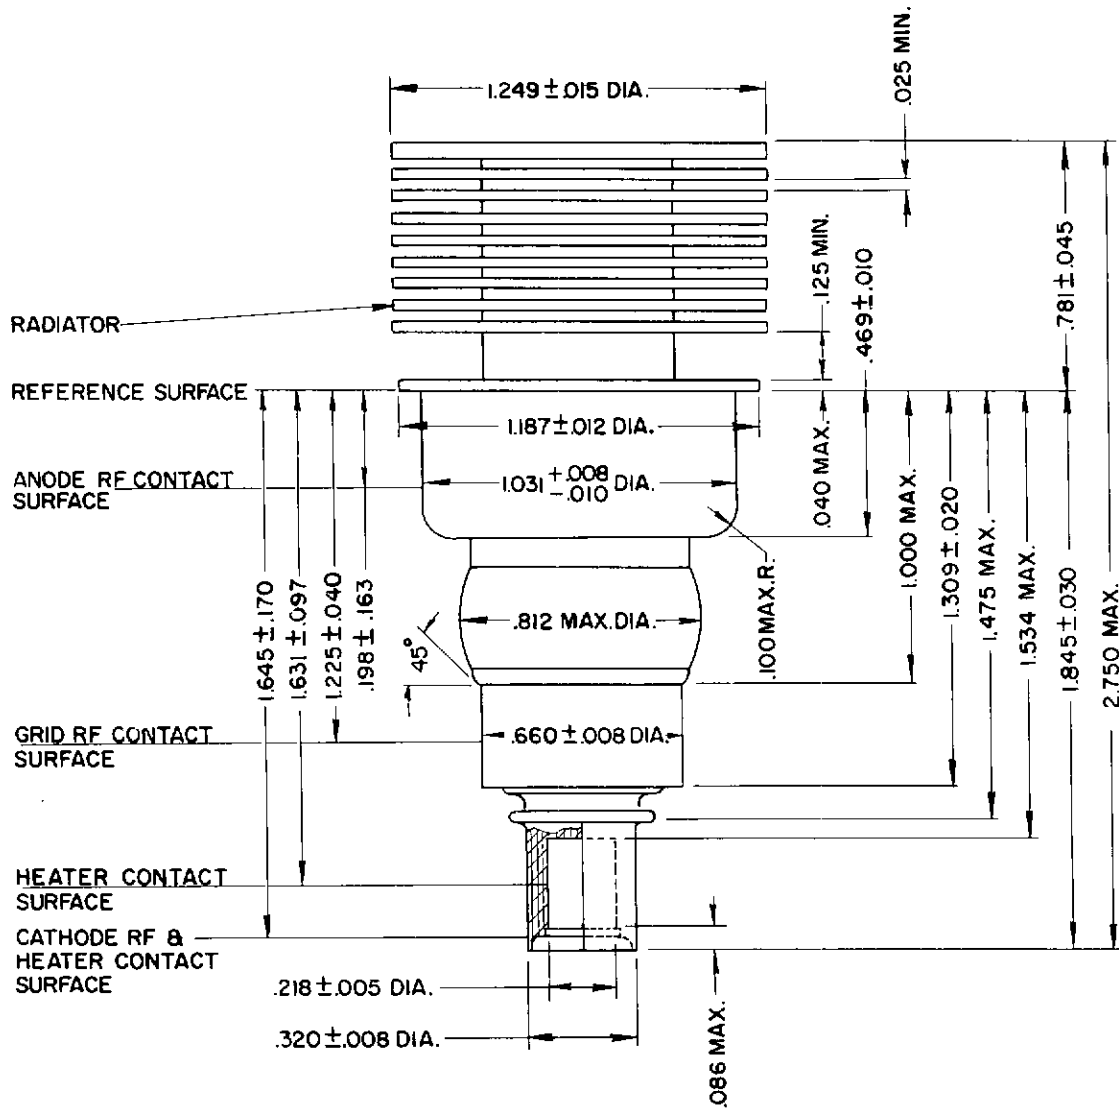 1.249±.015 DIA.
.025 MIN.
RADIATOR
.125 MIN.
.469±.010
.781±.045
REFERENCE SURFACE
1.187±.012 DIA.
ANODE RF CONTACT
SURFACE
1.031 +.008 -.010 DIA.
.040 MAX.
1.000 MAX.
1.309±.020
1.475 MAX.
1.534 MAX.
1.845±.030
2.750 MAX.
1.645±.170
1.631±.097
1.225±.040
.198±.163
45°
.812 MAX. DIA.
.100 MAX. R.
GRID RF CONTACT
SURFACE
.660±.008 DIA.
HEATER CONTACT
SURFACE
CATHODE RF &
HEATER CONTACT
SURFACE
.218±.005 DIA.
.320±.008 DIA.
.086 MAX.